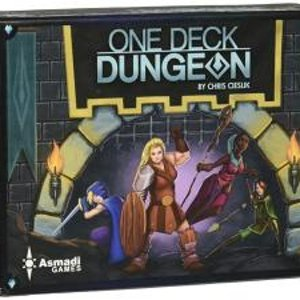 ONE DECK
DUNGEON
BY CHRIS CIESLIK
Asmadi
GAMES